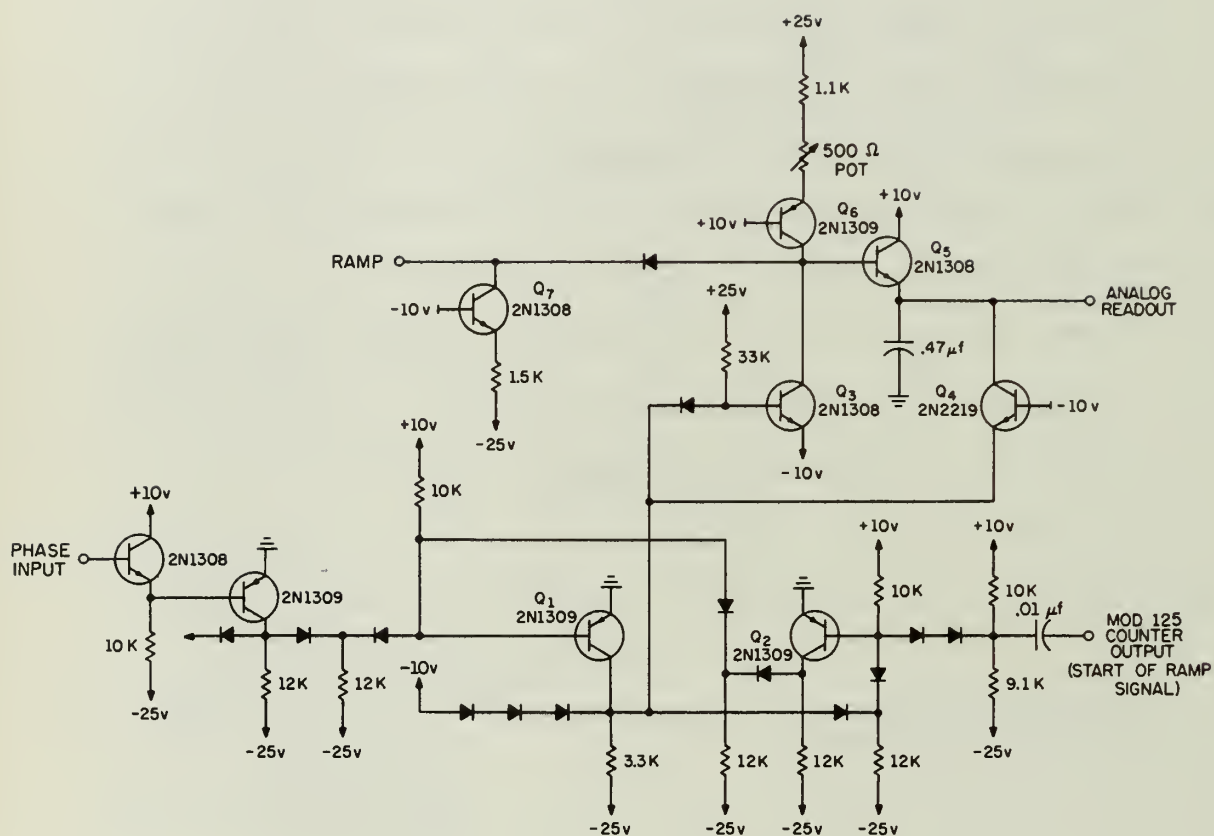 +25v
1.1K
500 Ω
POT
+10v
Q6
2N1309
+10v
Q5
2N1308
RAMP
Q7
2N1308
-10v
1.5K
-25v
+25v
33K
ANALOG
READOUT
.47µf
Q3
2N1308
-10v
Q4
2N2219
-10v
+10v
10K
+10v
PHASE
INPUT
2N1308
2N1309
10K
-25v
12K
-25v
12K
-25v
-10v
Q1
2N1309
3.3K
-25v
Q2
2N1309
12K
-25v
12K
-25v
+10v
10K
12K
-25v
+10v
10K
.01 µf
9.1K
-25v
MOD 125
COUNTER
OUTPUT
(START OF RAMP
SIGNAL)